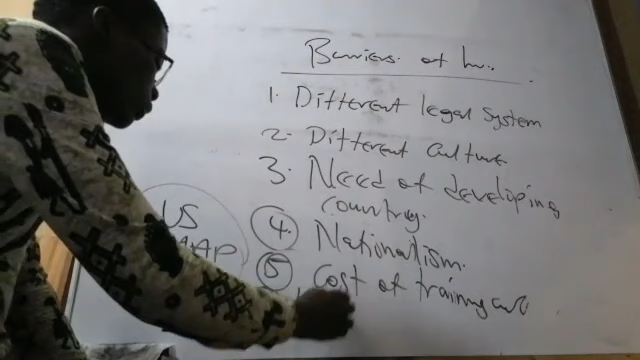 Barriers of
1. Different legal system
2. Different culture
3. Need of developing
country.
4. Nationalism.
5. Cost of training
US